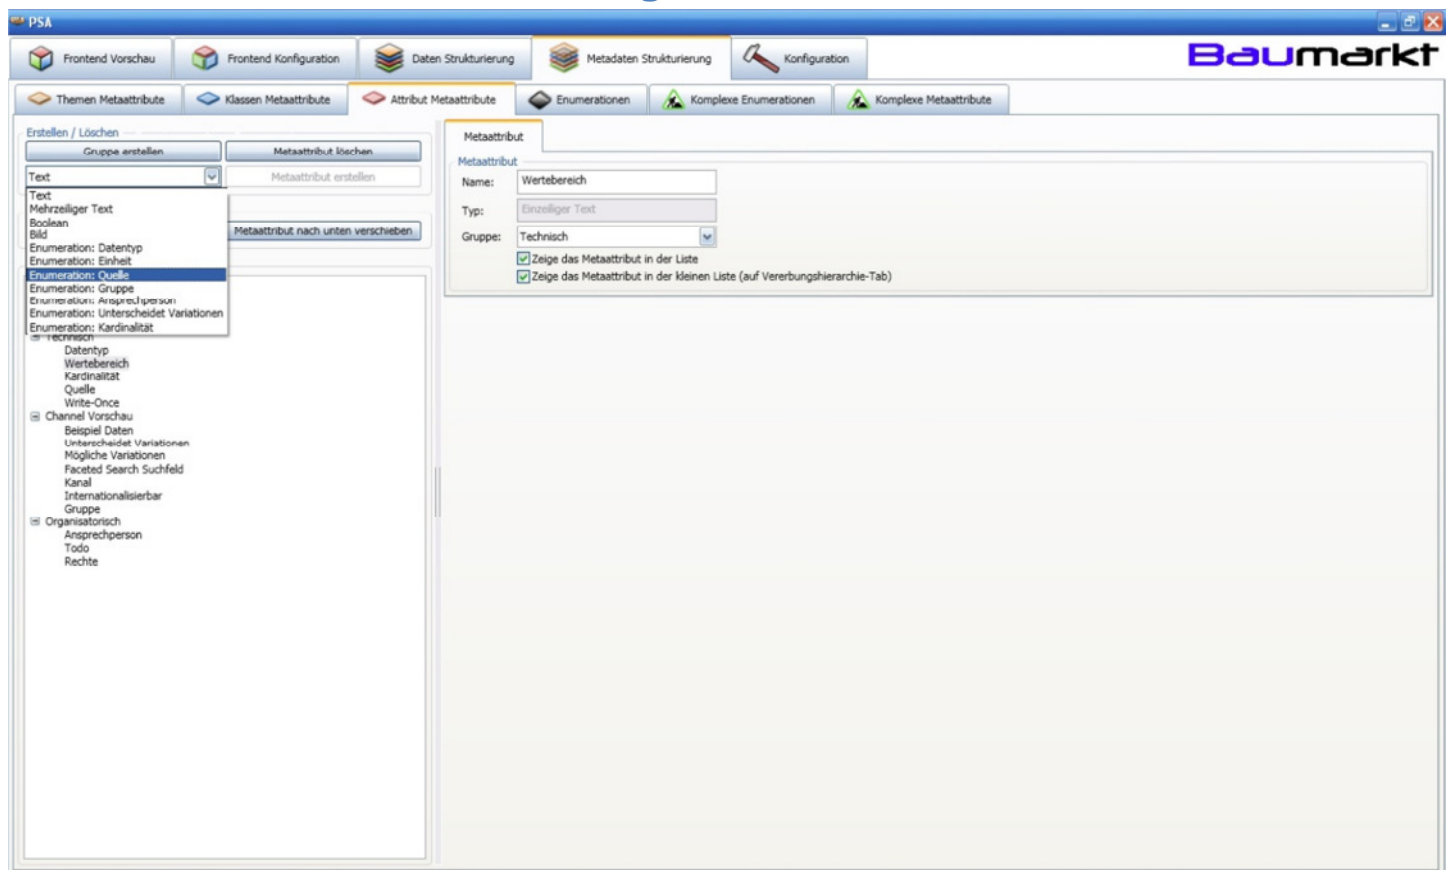 PSA
Frontend Vorschau
Frontend Konfiguration
Daten Strukturierung
Metadaten Strukturierung
Konfiguration
Baumarkt
Themen Metaattribute
Klassen Metaattribute
Attribut Metaattribute
Enumerationen
Komplexe Enumerationen
Komplexe Metaattribute
Erstellen / Löschen
Gruppe erstellen
Metaattribut löschen
Text
Metaattribut erstellen
Text
Mehrzeiliger Text
Boolean
Bild
Enumeration: Datentyp
Enumeration: Einheit
Enumeration: Quelle
Enumeration: Gruppe
Enumeration: Ansprechperson
Enumeration: Unterscheidet Variationen
Enumeration: Kardinalität
Metaattribut nach unten verschieben
Technisch
Datentyp
Wertebereich
Kardinalität
Quelle
Write-Once
Channel Vorschau
Beispiel Daten
Unterscheidet Variationen
Mögliche Variationen
Faceted Search Suchfeld
Kanal
Internationalisierbar
Gruppe
Organisatorisch
Ansprechperson
Todo
Rechte
Metaattribut
Metaattribut
Name: Wertebereich
Typ: Einzeiliger Text
Gruppe: Technisch
Zeige das Metaattribut in der Liste
Zeige das Metaattribut in der kleinen Liste (auf Vererbungshierarchie-Tab)